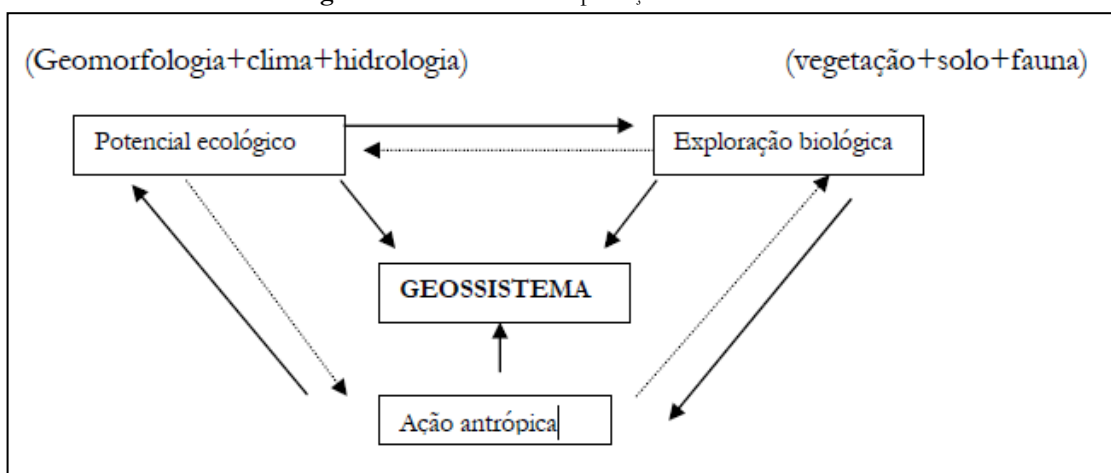 (Geomorfologia+clima+hidrologia) (vegetação+solo+fauna)
Potencial ecológico
Exploração biológica
GEOSSISTEMA
Ação antrópica